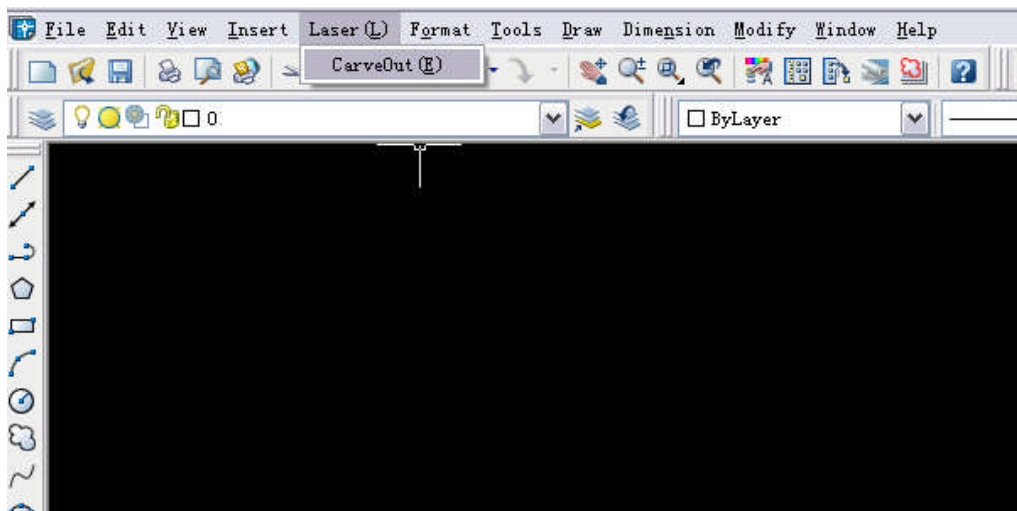 File Edit View Insert Laser(L) Format Tools Draw Dimension Modify Window Help
CarveOut(E)
0 ByLayer